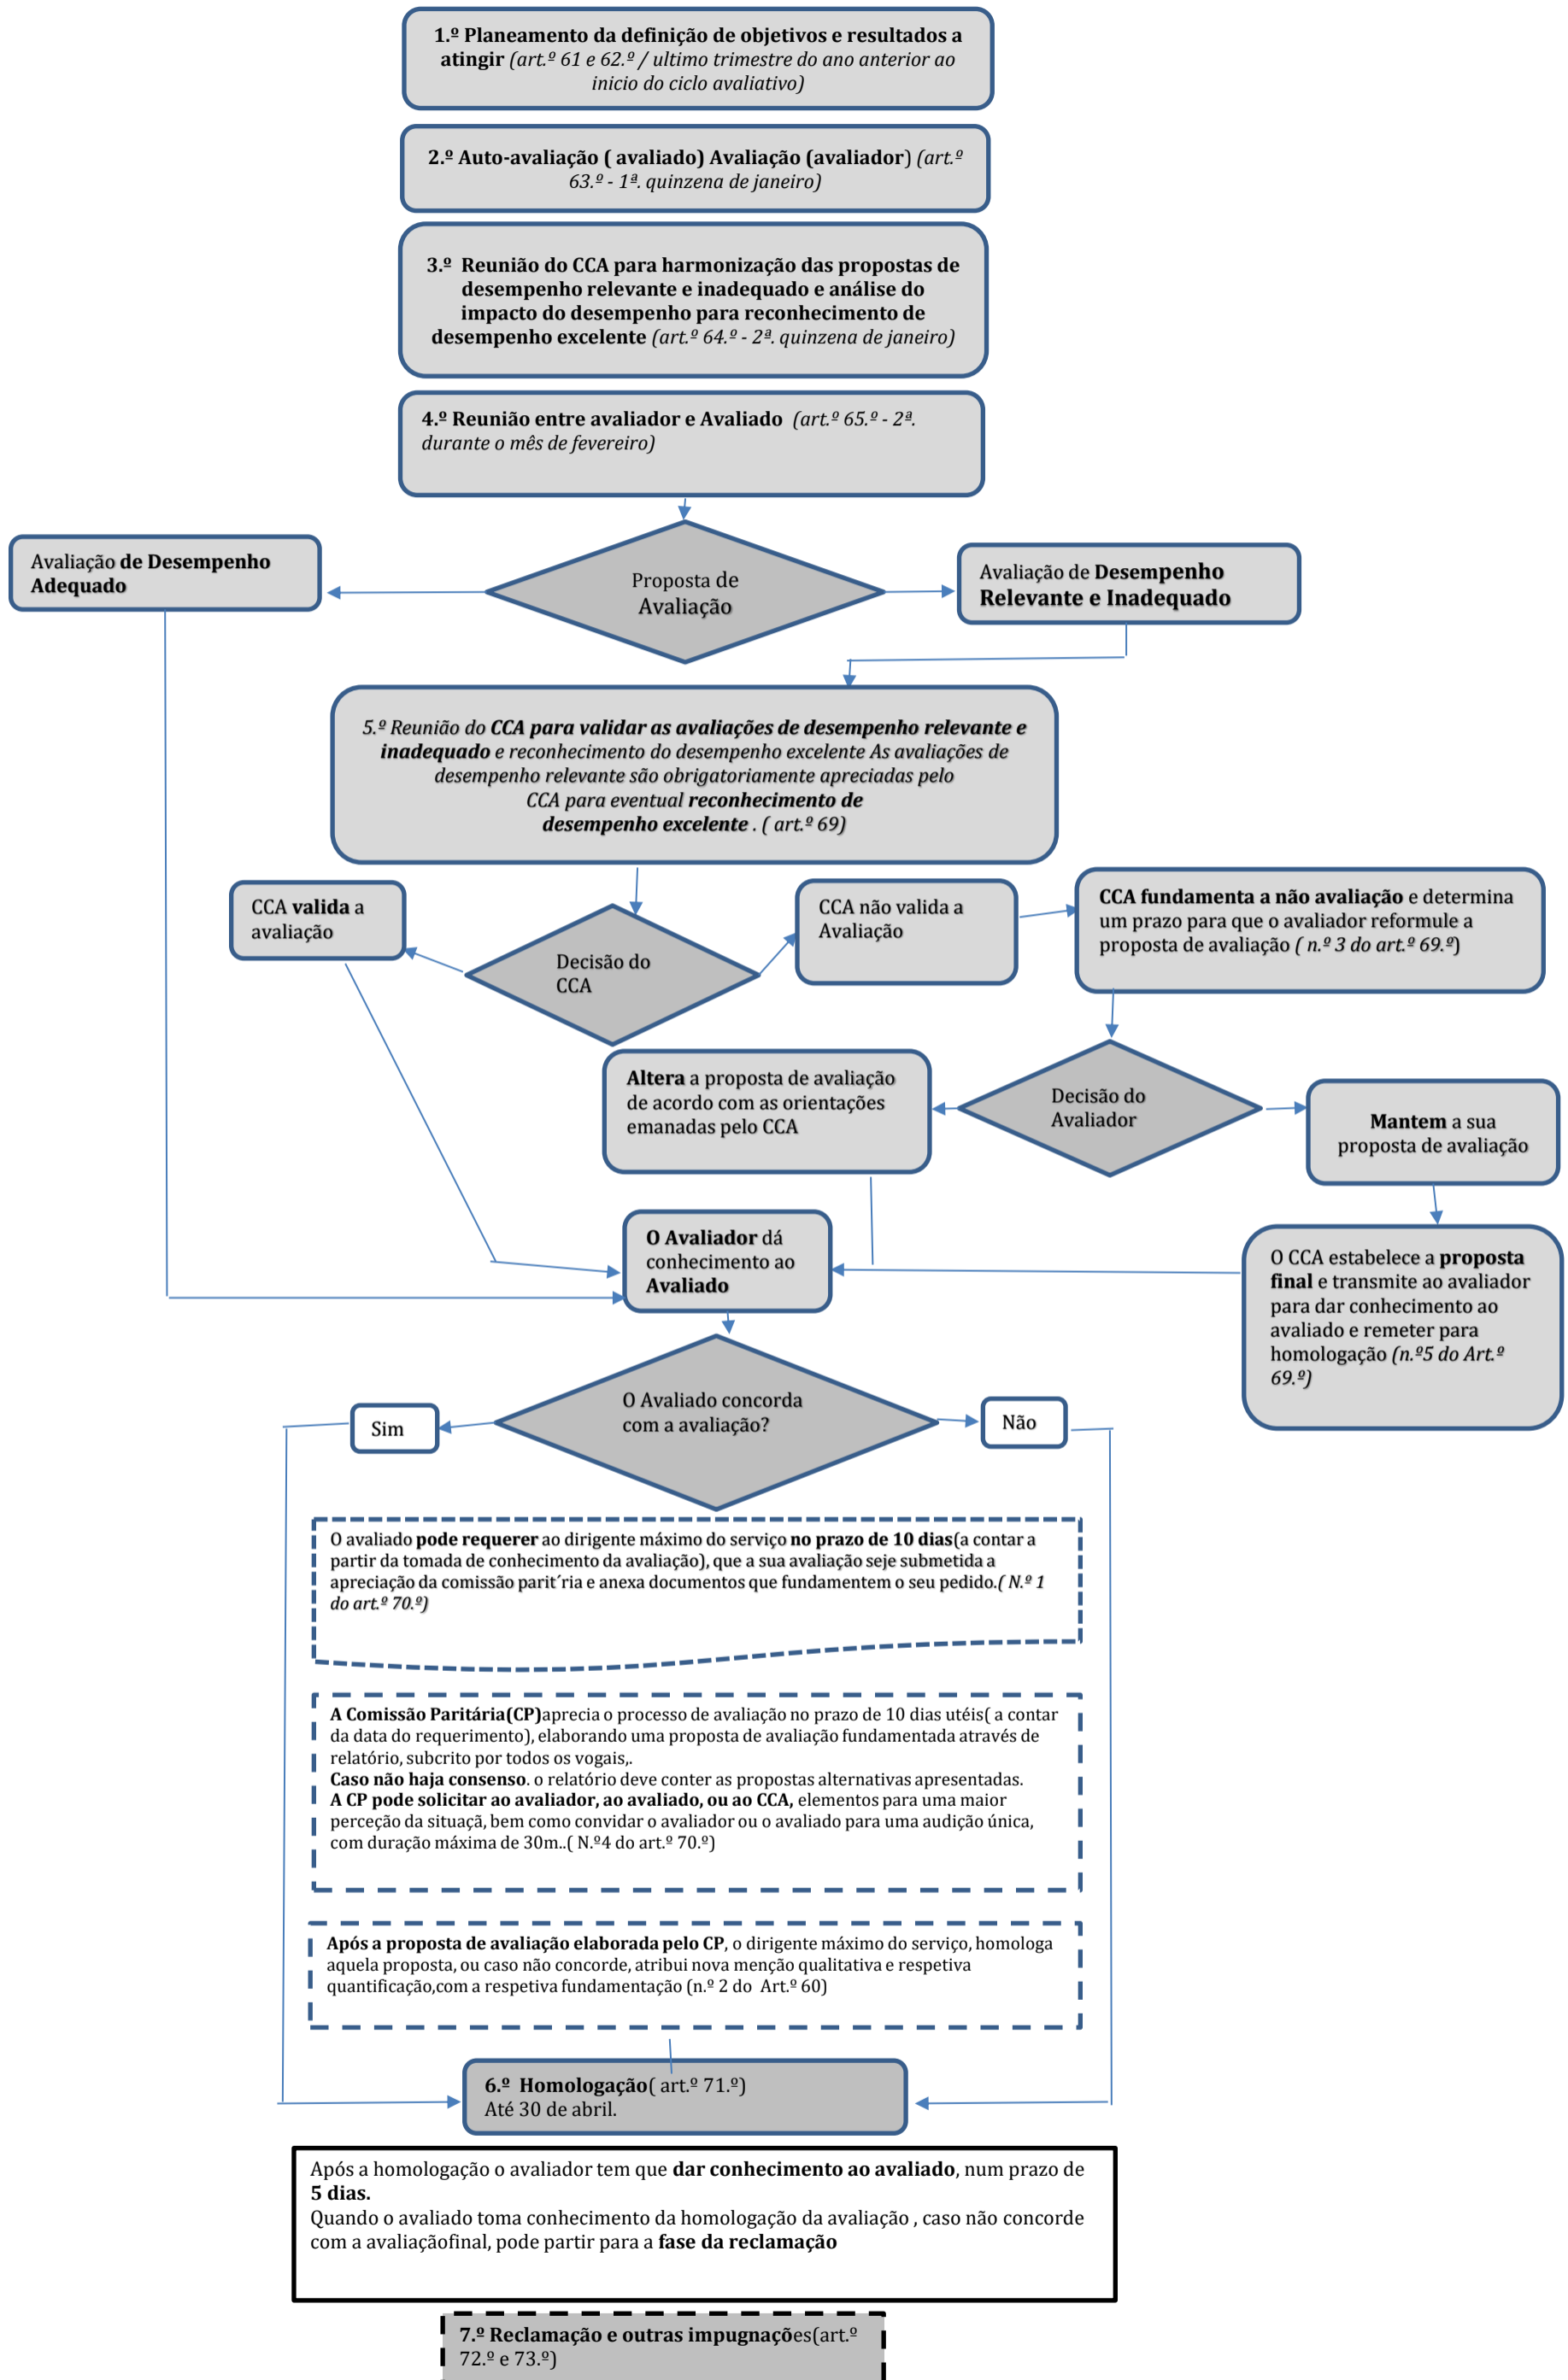 1.º Planeamento da definição de objetivos e resultados a
atingir (art.º 61 e 62.º / ultimo trimestre do ano anterior ao
inicio do ciclo avaliativo)
2.º Auto-avaliação ( avaliado) Avaliação (avaliador) (art.º
63.º - 1ª. quinzena de janeiro)
3.º Reunião do CCA para harmonização das propostas de
desempenho relevante e inadequado e análise do
impacto do desempenho para reconhecimento de
desempenho excelente (art.º 64.º - 2ª. quinzena de janeiro)
4.º Reunião entre avaliador e Avaliado (art.º 65.º - 2ª.
durante o mês de fevereiro)
Avaliação de Desempenho
Adequado
Proposta de
Avaliação
Avaliação de Desempenho
Relevante e Inadequado
5.º Reunião do CCA para validar as avaliações de desempenho relevante e
inadequado e reconhecimento do desempenho excelente As avaliações de
desempenho relevante são obrigatoriamente apreciadas pelo
CCA para eventual reconhecimento de
desempenho excelente . ( art.º 69)
CCA valida a
avaliação
Decisão do
CCA
CCA não valida a
Avaliação
CCA fundamenta a não avaliação e determina
um prazo para que o avaliador reformule a
proposta de avaliação ( n.º 3 do art.º 69.º)
Altera a proposta de avaliação
de acordo com as orientações
emanadas pelo CCA
Decisão do
Avaliador
Mantem a sua
proposta de avaliação
O Avaliador dá
conhecimento ao
Avaliado
O CCA estabelece a proposta
final e transmite ao avaliador
para dar conhecimento ao
avaliado e remeter para
homologação (n.º5 do Art.º
69.º)
Sim
O Avaliado concorda
com a avaliação?
Não
O avaliado pode requerer ao dirigente máximo do serviço no prazo de 10 dias(a contar a
partir da tomada de conhecimento da avaliação), que a sua avaliação seje submetida a
apreciação da comissão parit´ria e anexa documentos que fundamentem o seu pedido.( N.º 1
do art.º 70.º)
A Comissão Paritária(CP)aprecia o processo de avaliação no prazo de 10 dias utéis( a contar
da data do requerimento), elaborando uma proposta de avaliação fundamentada através de
relatório, subcrito por todos os vogais,.
Caso não haja consenso. o relatório deve conter as propostas alternativas apresentadas.
A CP pode solicitar ao avaliador, ao avaliado, ou ao CCA, elementos para uma maior
perceção da situaçã, bem como convidar o avaliador ou o avaliado para uma audição única,
com duração máxima de 30m..( N.º4 do art.º 70.º)
Após a proposta de avaliação elaborada pelo CP, o dirigente máximo do serviço, homologa
aquela proposta, ou caso não concorde, atribui nova menção qualitativa e respetiva
quantificação,com a respetiva fundamentação (n.º 2 do Art.º 60)
6.º Homologação( art.º 71.º)
Até 30 de abril.
Após a homologação o avaliador tem que dar conhecimento ao avaliado, num prazo de
5 dias.
Quando o avaliado toma conhecimento da homologação da avaliação , caso não concorde
com a avaliaçãofinal, pode partir para a fase da reclamação
7.º Reclamação e outras impugnações(art.º
72.º e 73.º)